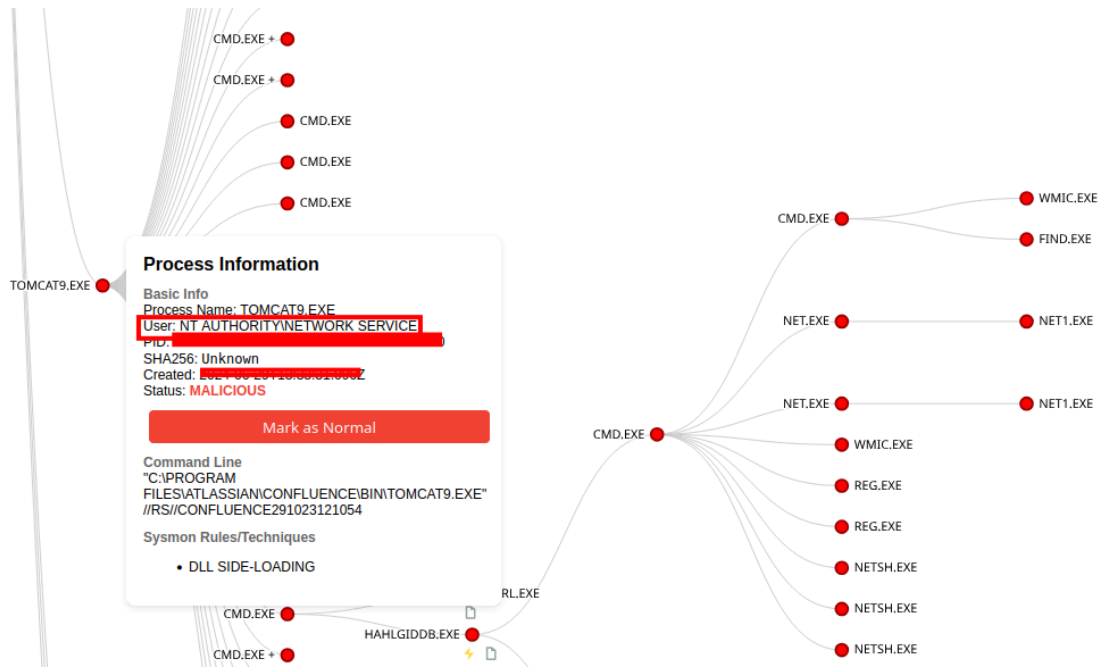 CMD.EXE +
CMD.EXE +
CMD.EXE
CMD.EXE
CMD.EXE
TOMCAT9.EXE
Process Information
Basic Info
Process Name: TOMCAT9.EXE
User: NT AUTHORITY\NETWORK SERVICE
PID:
SHA256: Unknown
Created:
Status: MALICIOUS
Mark as Normal
Command Line
"C:\PROGRAM
FILES\ATLASSIAN\CONFLUENCE\BIN\TOMCAT9.EXE"
//RS//CONFLUENCE291023121054
Sysmon Rules/Techniques
• DLL SIDE-LOADING
CMD.EXE
RL.EXE
HAHLGIDDB.EXE
CMD.EXE +
CMD.EXE
CMD.EXE
WMIC.EXE
FIND.EXE
NET.EXE
NET1.EXE
NET.EXE
NET1.EXE
WMIC.EXE
REG.EXE
REG.EXE
NETSH.EXE
NETSH.EXE
NETSH.EXE